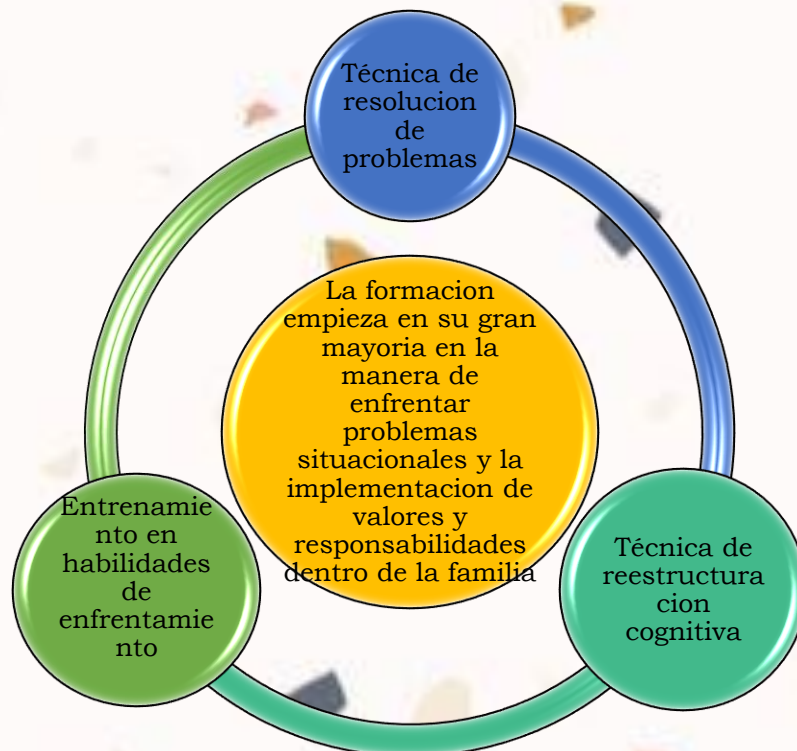 Técnica de
resolucion
de
problemas
La formacion
empieza en su gran
mayoria en la
manera de
enfrentar
problemas
situacionales y la
implementacion de
valores y
responsabilidades
dentro de la familia
Entrenamie
nto en
habilidades
de
enfrentamie
nto
Técnica de
reestructura
cion
cognitiva